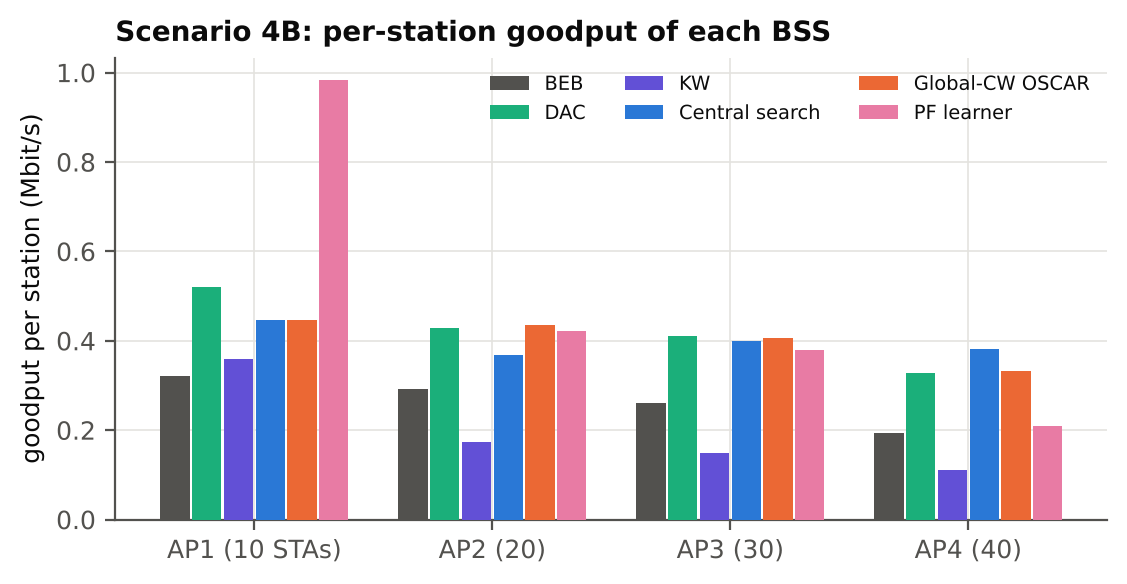 Scenario 4B: per-station goodput of each BSS
goodput per station (Mbit/s)
1.0
0.8
0.6
0.4
0.2
0.0
BEB
DAC
KW
Central search
Global-CW OSCAR
PF learner
AP1 (10 STAs)
AP2 (20)
AP3 (30)
AP4 (40)